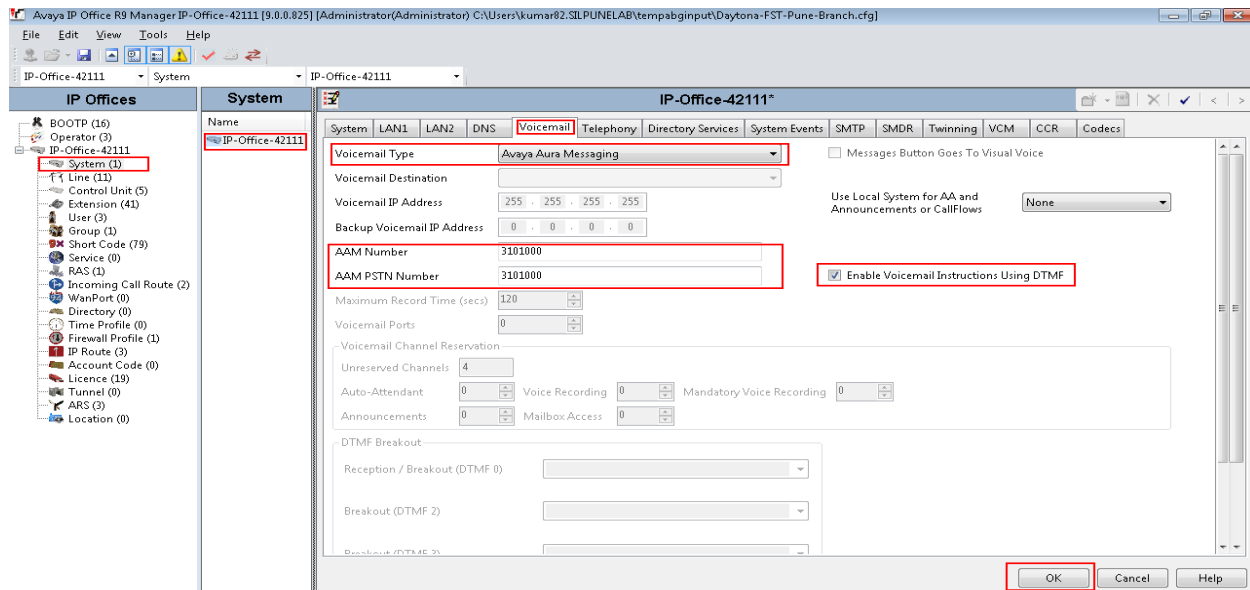 Avaya IP Office R9 Manager IP-Office-42111 [9.0.0.825] [Administrator(Administrator) C:\Users\kumar82.SILPUNELAB\tempabginput\Daytona-FST-Pune-Branch.cfg]
File Edit View Tools Help
IP-Office-42111 System IP-Office-42111
IP Offices
BOOTP (16)
Operator (3)
IP-Office-42111
System (1)
Line (11)
Control Unit (5)
Extension (41)
User (3)
Group (1)
Short Code (79)
Service (0)
RAS (1)
Incoming Call Route (2)
WanPort (0)
Directory (0)
Time Profile (0)
Firewall Profile (1)
IP Route (3)
Account Code (0)
Licence (19)
Tunnel (0)
ARS (3)
Location (0)
System
Name
IP-Office-42111
IP-Office-42111*
System LAN1 LAN2 DNS Voicemail Telephony Directory Services System Events SMTP SMDR Twinning VCM CCR Codecs
Voicemail Type Avaya Aura Messaging Messages Button Goes To Visual Voice
Voicemail Destination
Voicemail IP Address 255 . 255 . 255 . 255 Use Local System for AA and
Announcements or CallFlows None
Backup Voicemail IP Address 0 . 0 . 0 . 0
AAM Number 3101000
AAM PSTN Number 3101000 Enable Voicemail Instructions Using DTMF
Maximum Record Time (secs) 120
Voicemail Ports 0
Voicemail Channel Reservation
Unreserved Channels 4
Auto-Attendant 0 Voice Recording 0 Mandatory Voice Recording 0
Announcements 0 Mailbox Access 0
DTMF Breakout
Reception / Breakout (DTMF 0)
Breakout (DTMF 2)
Breakout (DTMF 3)
OK Cancel Help